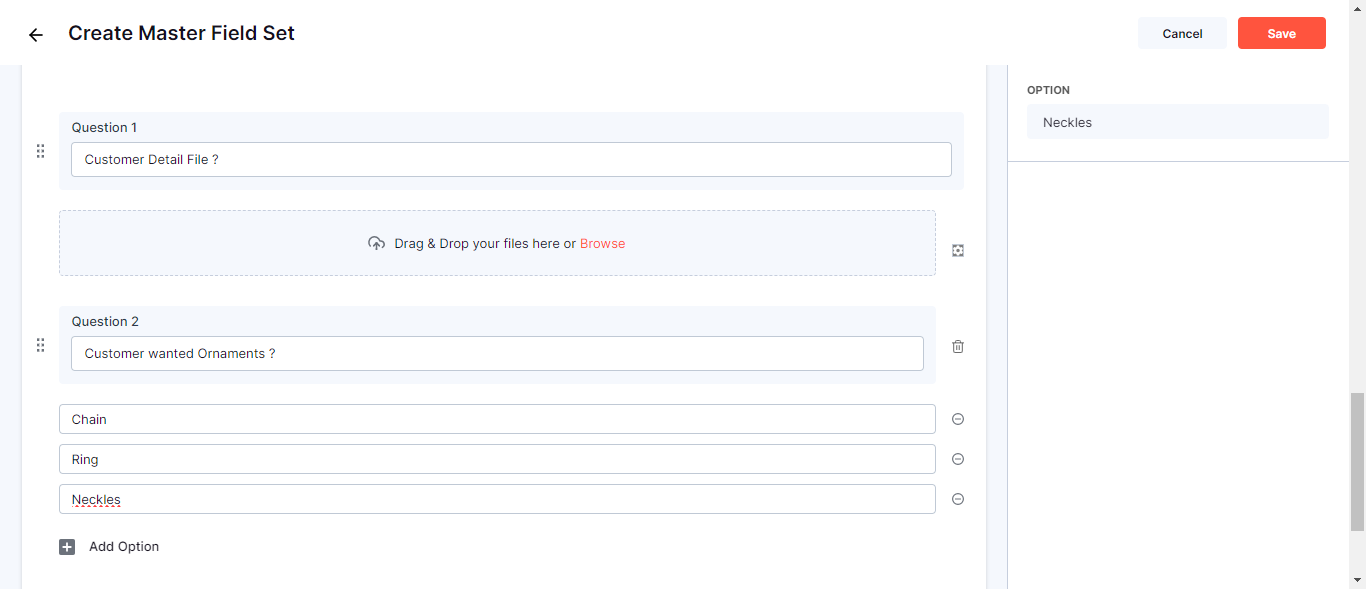 Create Master Field Set
Cancel
Save
Question 1
Customer Detail File ?
Drag & Drop your files here or Browse
Question 2
Customer wanted Ornaments ?
Chain
Ring
Neckles
Add Option
OPTION
Neckles